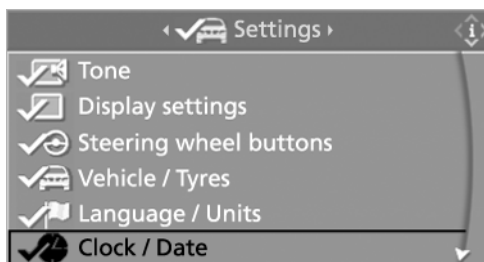 Settings
Tone
Display settings
Steering wheel buttons
Vehicle / Tyres
Language / Units
Clock / Date